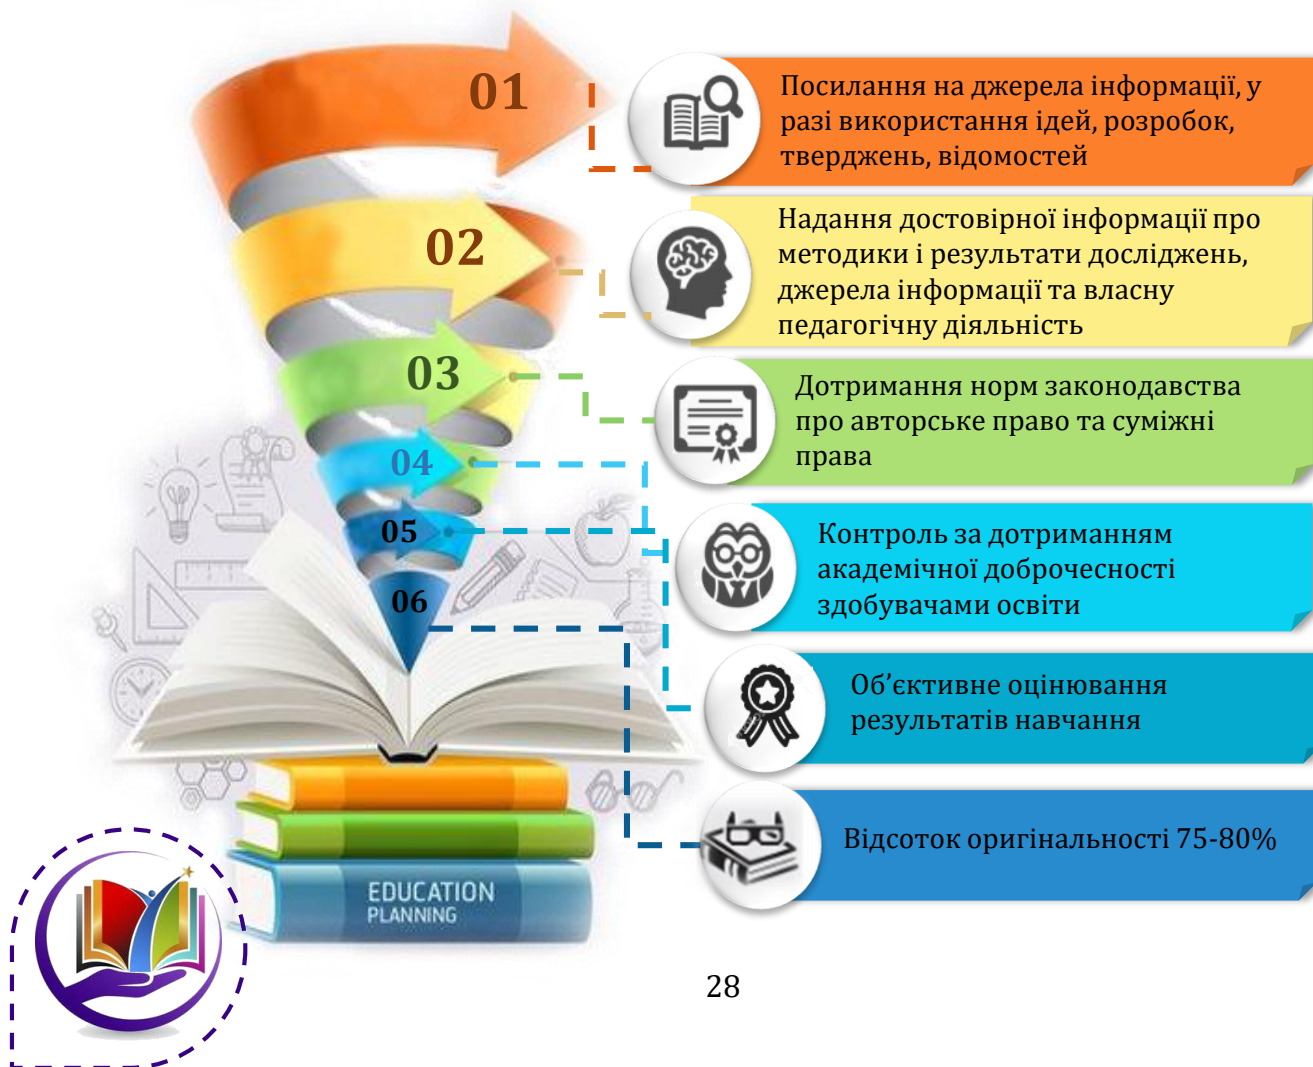 01
Посилання на джерела інформації, у
разі використання ідей, розробок,
тверджень, відомостей
02
Надання достовірної інформації про
методики і результати досліджень,
джерела інформації та власну
педагогічну діяльність
03
Дотримання норм законодавства
про авторське право та суміжні
права
04
Контроль за дотриманням
академічної доброчесності
здобувачами освіти
05
Об’єктивне оцінювання
результатів навчання
06
Відсоток оригінальності 75-80%
EDUCATION
PLANNING
28